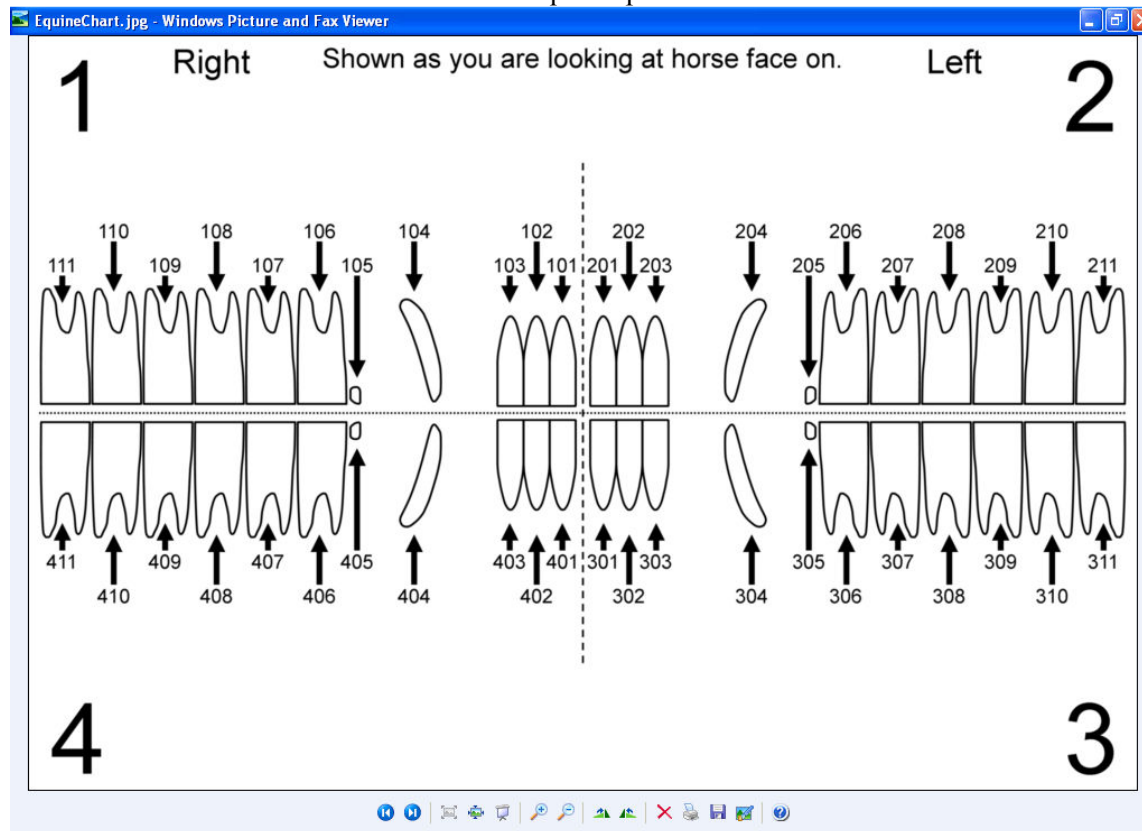 EquineChart.jpg - Windows Picture and Fax Viewer
1 Right Shown as you are looking at horse face on. Left 2
110 108 106 104 102 202 204 206 208 210
111 109 107 105 103 101 201 203 205 207 209 211
411 409 407 405 403 401 301 303 305 307 309 311
410 408 406 404 402 302 304 306 308 310
4 3